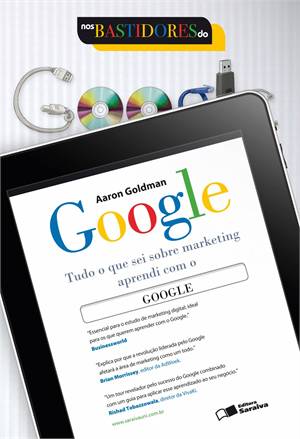 nos BASTIDORES do
Google
Aaron Goldman
Google
Tudo o que sei sobre marketing
aprendi com o
GOOGLE
"Essencial para o estudo de marketing digital; ideal
para os que querem aprender com o Google."
Businessworld
"Explica por que a revolução liderada pelo Google
afetará a área de marketing como um todo."
Brian Morrissey, editor da AdWeek.
"Um tour revelador pelo sucesso do Google combinado
com um guia para aplicar esse aprendizado ao seu negócio."
Rishad Tobaccowala, diretor da VivaKi.
www.saraivauni.com.br
Editora
Saraiva